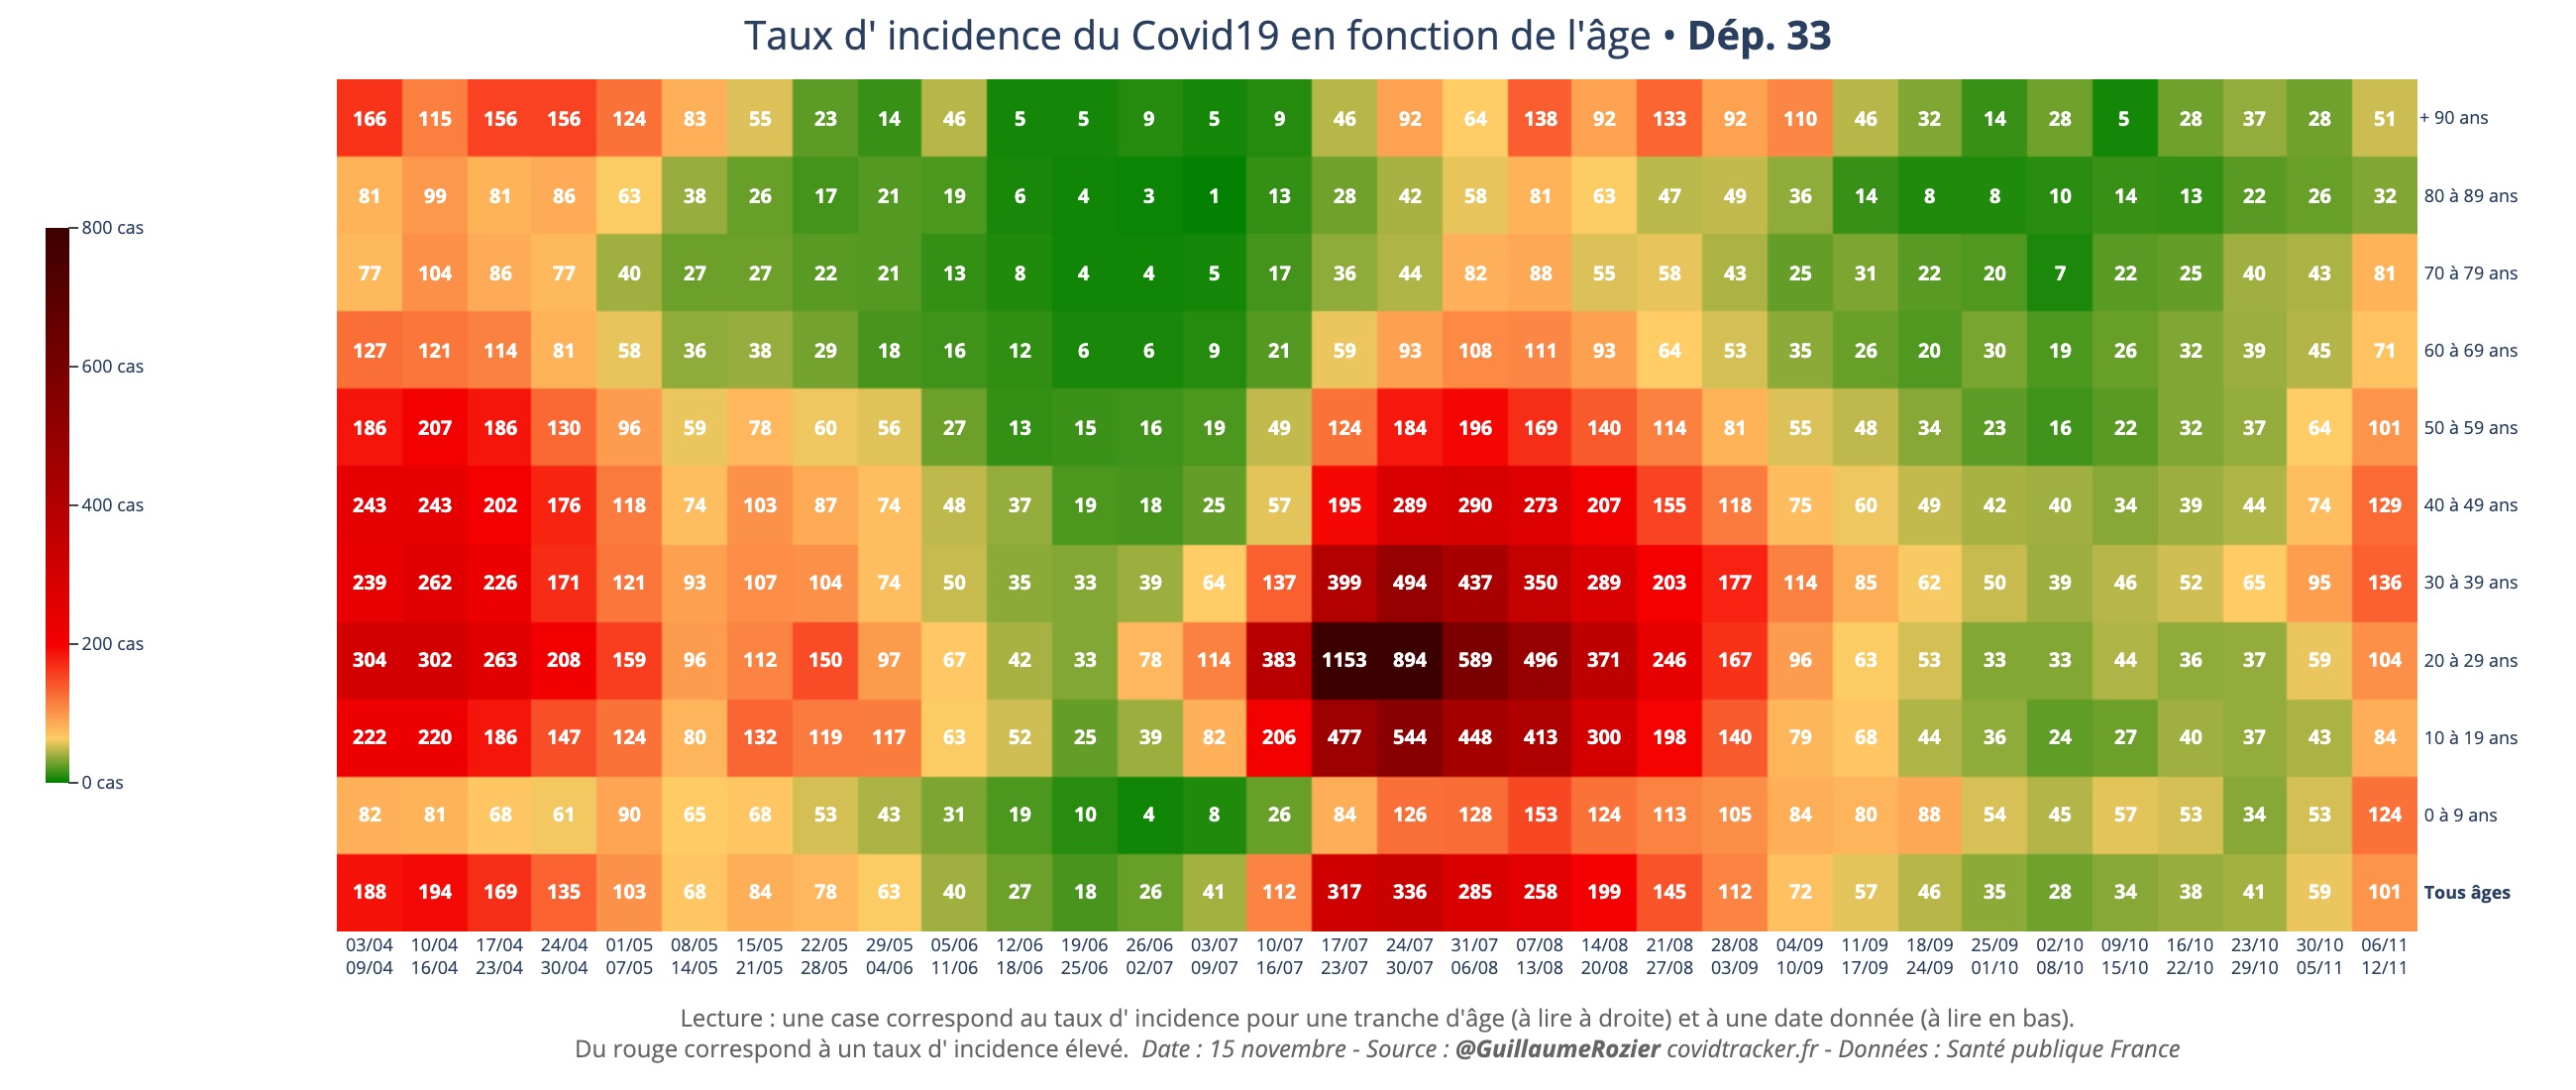 Taux d' incidence du Covid19 en fonction de l'âge • Dép. 33
800 cas
600 cas
400 cas
200 cas
0 cas
166 115 156 156 124 83 55 23 14 46 5 5 9 5 9 46 92 64 138 92 133 92 110 46 32 14 28 5 28 37 28 51 + 90 ans
81 99 81 86 63 38 26 17 21 19 6 4 3 1 13 28 42 58 81 63 47 49 36 14 8 8 10 14 13 22 26 32 80 à 89 ans
77 104 86 77 40 27 27 22 21 13 8 4 4 5 17 36 44 82 88 55 58 43 25 31 22 20 7 22 25 40 43 81 70 à 79 ans
127 121 114 81 58 36 38 29 18 16 12 6 6 9 21 59 93 108 111 93 64 53 35 26 20 30 19 26 32 39 45 71 60 à 69 ans
186 207 186 130 96 59 78 60 56 27 13 15 16 19 49 124 184 196 169 140 114 81 55 48 34 23 16 22 32 37 64 101 50 à 59 ans
243 243 202 176 118 74 103 87 74 48 37 19 18 25 57 195 289 290 273 207 155 118 75 60 49 42 40 34 39 44 74 129 40 à 49 ans
239 262 226 171 121 93 107 104 74 50 35 33 39 64 137 399 494 437 350 289 203 177 114 85 62 50 39 46 52 65 95 136 30 à 39 ans
304 302 263 208 159 96 112 150 97 67 42 33 78 114 383 1153 894 589 496 371 246 167 96 63 53 33 33 44 36 37 59 104 20 à 29 ans
222 220 186 147 124 80 132 119 117 63 52 25 39 82 206 477 544 448 413 300 198 140 79 68 44 36 24 27 40 37 43 84 10 à 19 ans
82 81 68 61 90 65 68 53 43 31 19 10 4 8 26 84 126 128 153 124 113 105 84 80 88 54 45 57 53 34 53 124 0 à 9 ans
188 194 169 135 103 68 84 78 63 40 27 18 26 41 112 317 336 285 258 199 145 112 72 57 46 35 28 34 38 41 59 101 Tous âges
03/04 10/04 17/04 24/04 01/05 08/05 15/05 22/05 29/05 05/06 12/06 19/06 26/06 03/07 10/07 17/07 24/07 31/07 07/08 14/08 21/08 28/08 04/09 11/09 18/09 25/09 02/10 09/10 16/10 23/10 30/10 06/11
09/04 16/04 23/04 30/04 07/05 14/05 21/05 28/05 04/06 11/06 18/06 25/06 02/07 09/07 16/07 23/07 30/07 06/08 13/08 20/08 27/08 03/09 10/09 17/09 24/09 01/10 08/10 15/10 22/10 29/10 05/11 12/11
Lecture : une case correspond au taux d' incidence pour une tranche d'âge (à lire à droite) et à une date donnée (à lire en bas).
Du rouge correspond à un taux d' incidence élevé. Date : 15 novembre - Source : @GuillaumeRozier covidtracker.fr - Données : Santé publique France